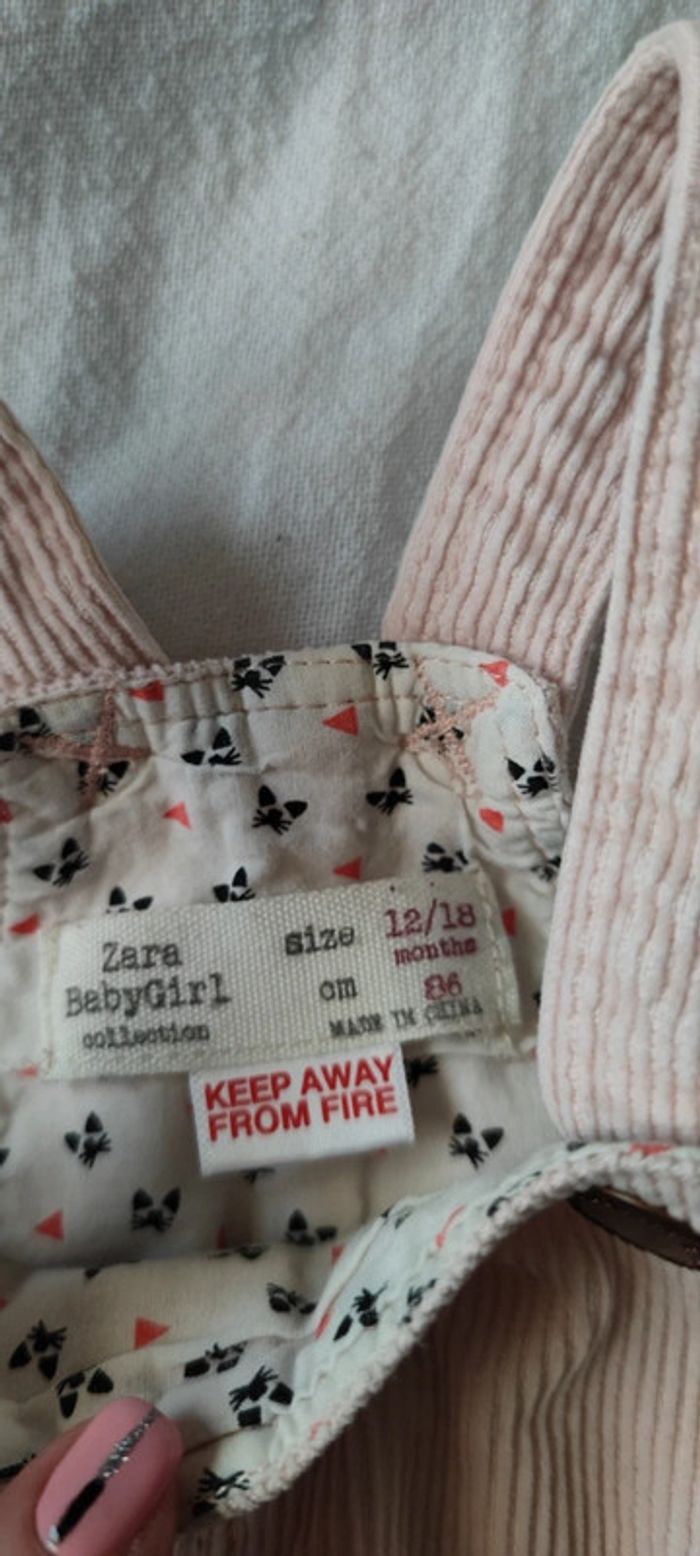 Zara
BabyGirl
collection
size 12/18
months
cm 86
MADE IN CHINA
KEEP AWAY
FROM FIRE